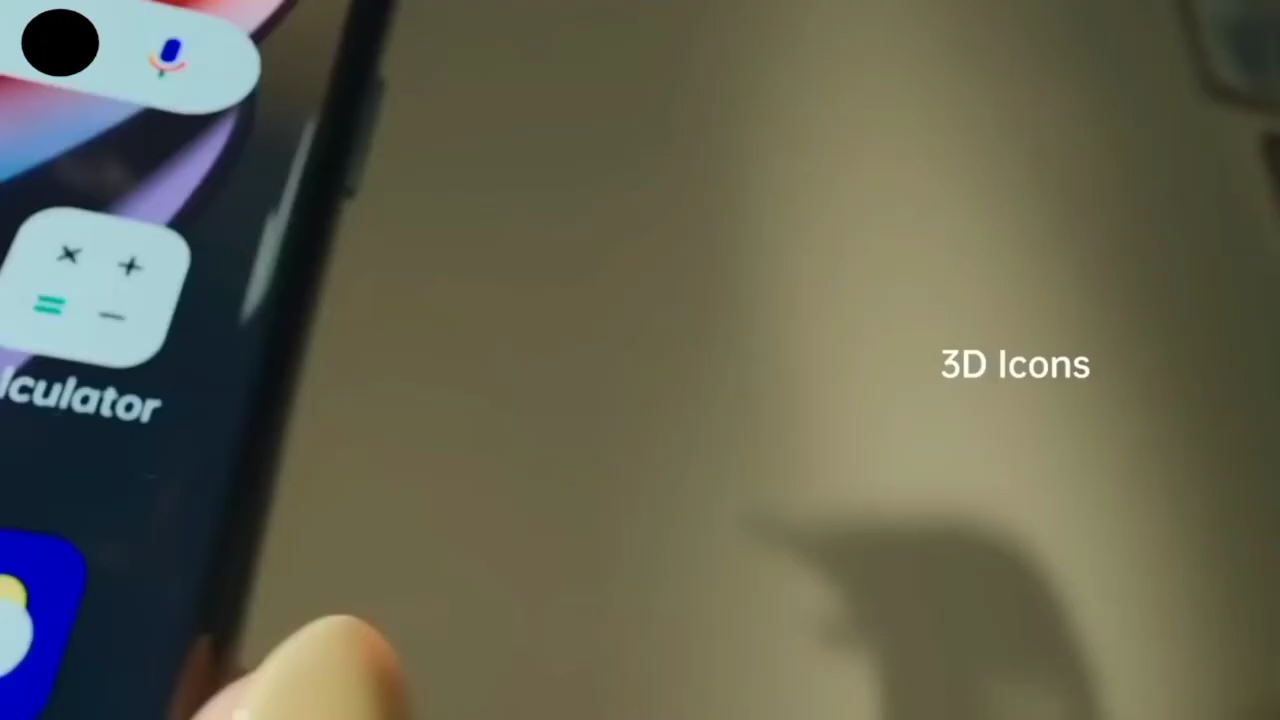 × +
= −
lculator
3D Icons